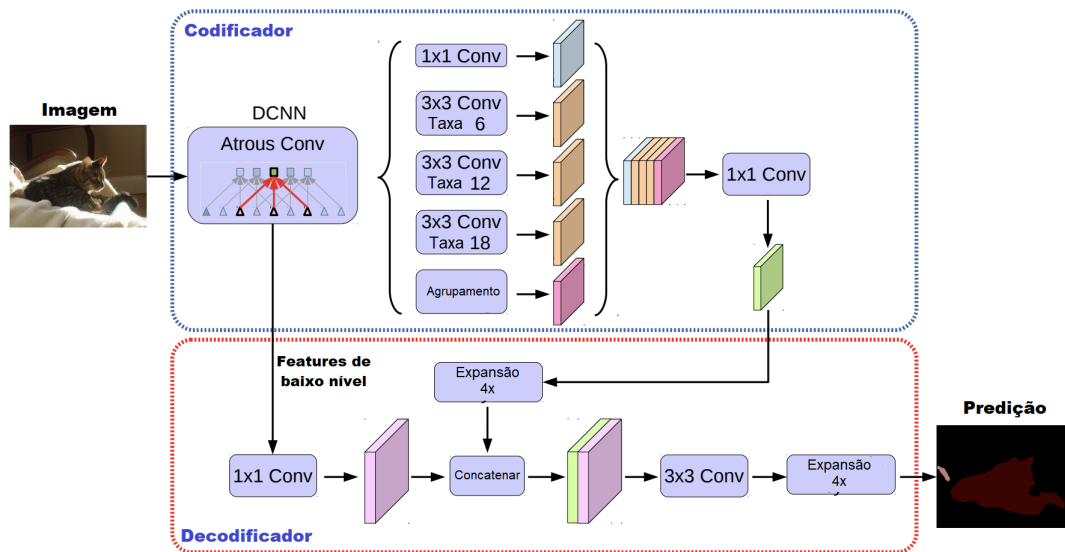 Codificador
Imagem
DCNN
Atrous Conv
1x1 Conv
3x3 Conv
Taxa 6
3x3 Conv
Taxa 12
3x3 Conv
Taxa 18
Agrupamento
1x1 Conv
Features de
baixo nível
Expansão
4x
1x1 Conv
Concatenar
3x3 Conv
Expansão
4x
Predição
Decodificador